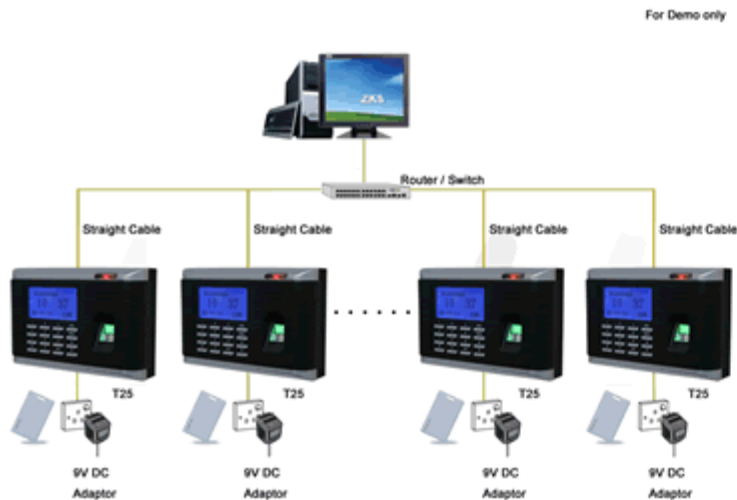 For Demo only
ZKS
Router / Switch
Straight Cable
Straight Cable
Straight Cable
Straight Cable
T25
T25
T25
T25
9V DC
Adaptor
9V DC
Adaptor
9V DC
Adaptor
9V DC
Adaptor